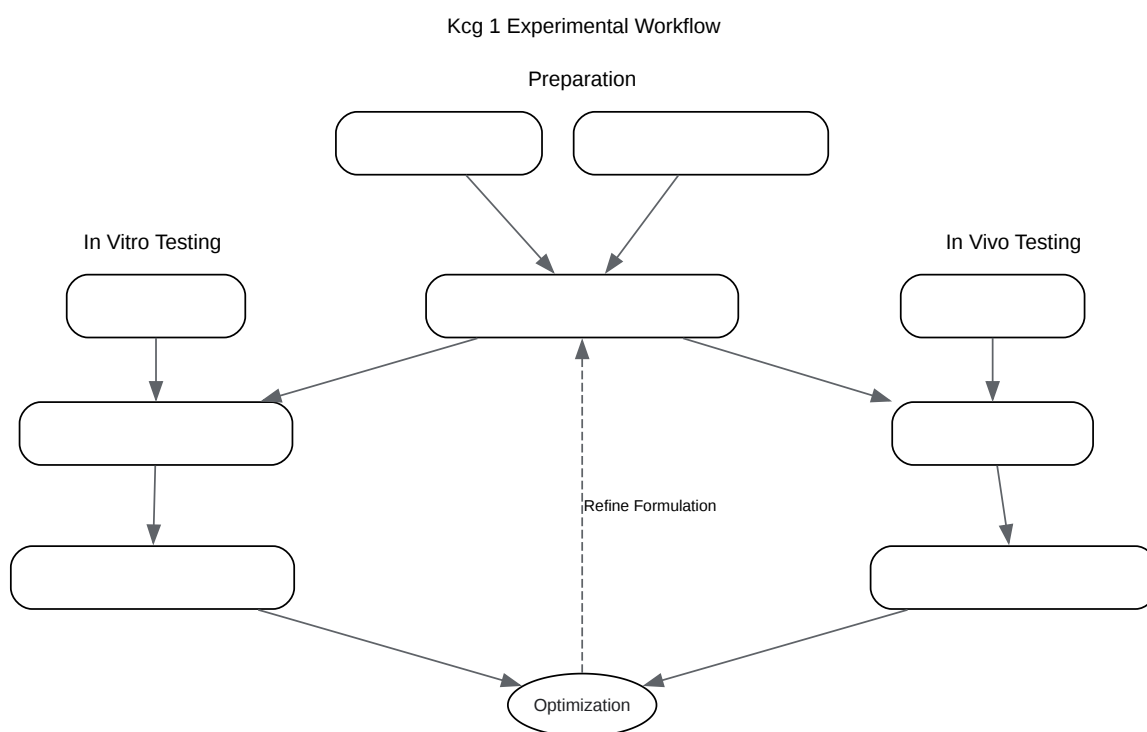 Kcg 1 Experimental Workflow
Preparation
In Vitro Testing
In Vivo Testing
Refine Formulation
Optimization